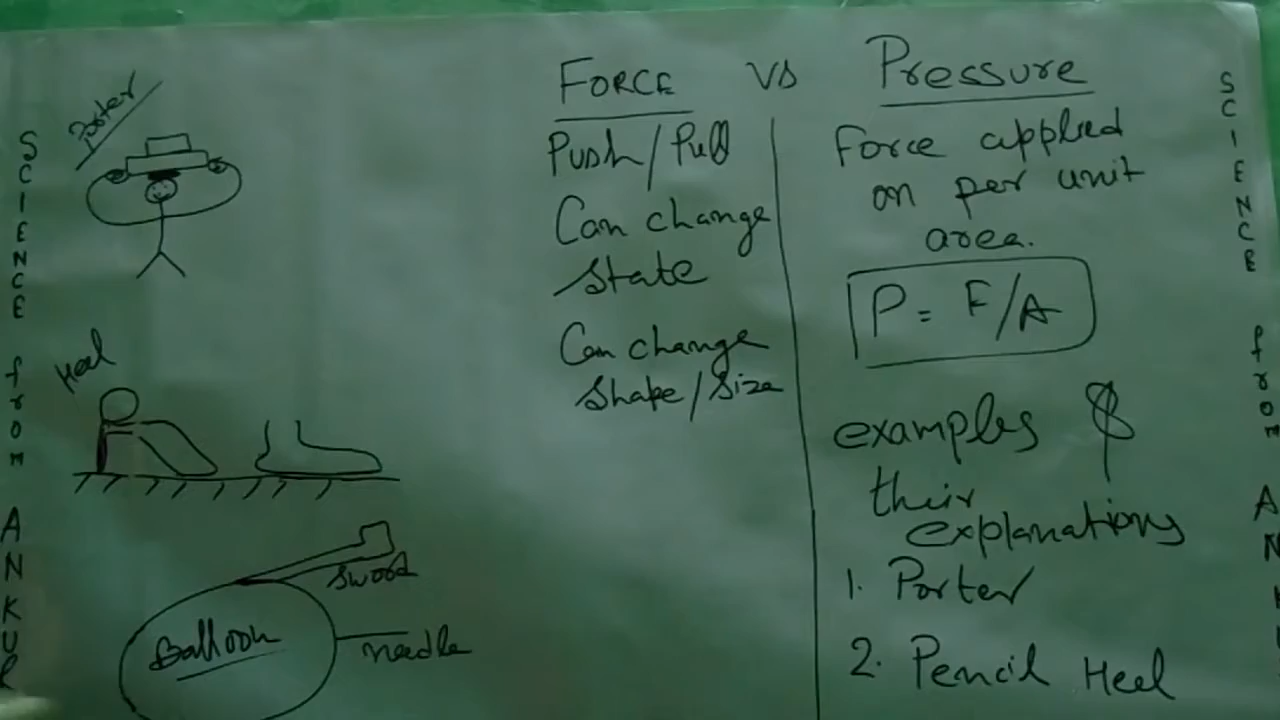 SCIENCE from ANKUR
Porter
Heel
Sword
Balloon
needle
FORCE vs Pressure
Push/Pull
Can change
state
Can change
shape/size
Force applied
on per unit
area.
P = F/A
examples &
their
explanations
1. Porter
2. Pencil Heel
SCIENCE from AN